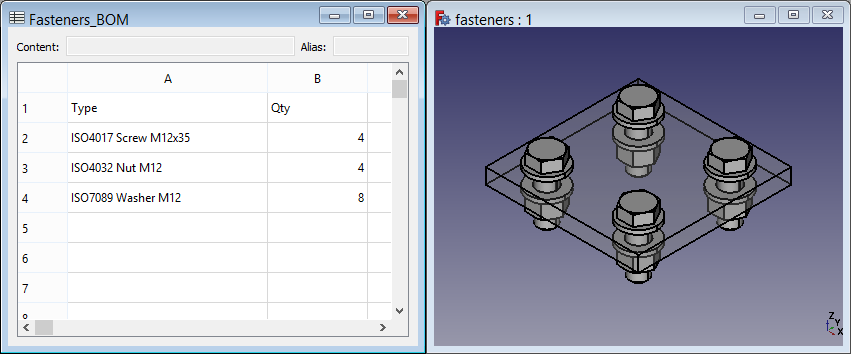 Fasteners_BOM
Content:
Alias:
A B
1 Type Qty
2 ISO4017 Screw M12x35 4
3 ISO4032 Nut M12 4
4 ISO7089 Washer M12 8
5
6
7
8
fasteners : 1
Z
Y
X